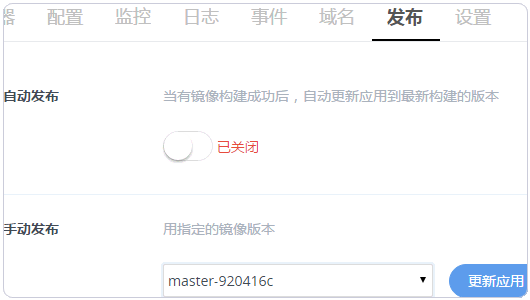 器 配置 监控 日志 事件 域名 发布 设置
自动发布 当有镜像构建成功后，自动更新应用到最新构建的版本
已关闭
手动发布 用指定的镜像版本
master-920416c 更新应用